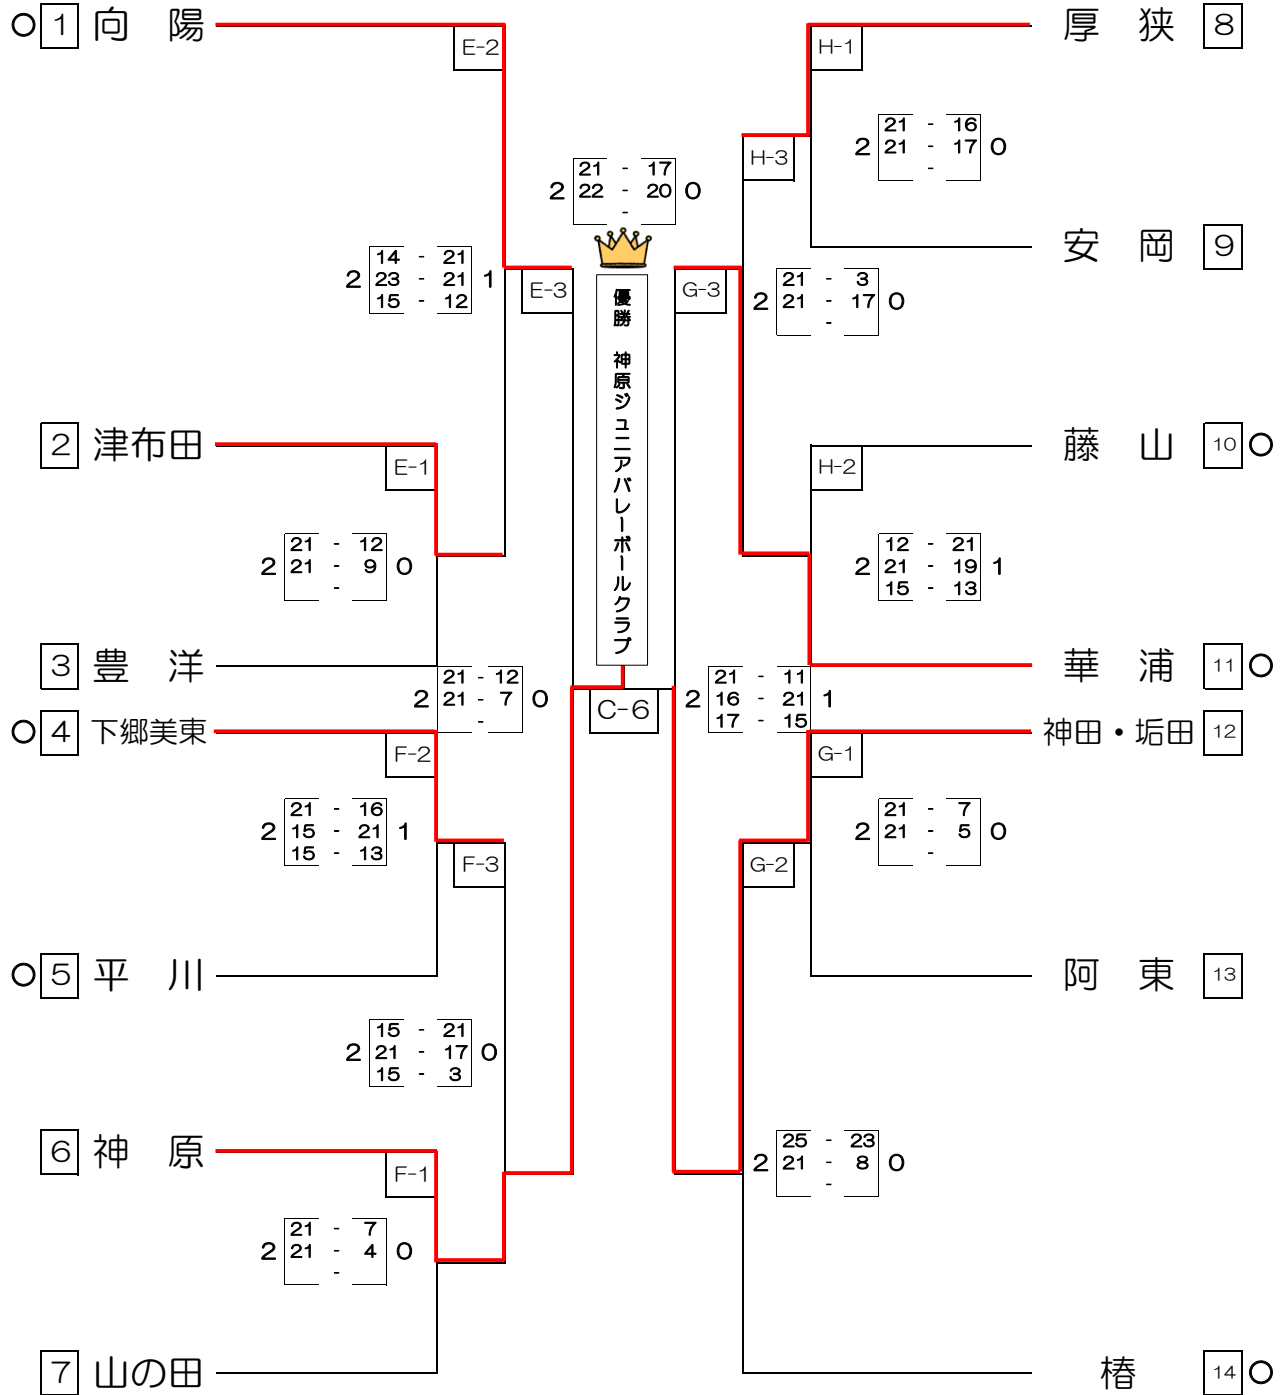 ○ 1 向 陽
E-2
H-1
厚 狭 8
21 - 16
2 21 - 17 0
-
H-3
21 - 17
2 22 - 20 0
-
安 岡 9
14 - 21
2 23 - 21 1
15 - 12
E-3
G-3
21 - 3
2 21 - 17 0
-
優勝 神原ジュニアバレーボールクラブ
2 津布田
E-1
H-2
藤 山 10 ○
21 - 12
2 21 - 9 0
-
12 - 21
2 21 - 19 1
15 - 13
3 豊 洋
華 浦 11 ○
21 - 12
2 21 - 7 0
-
C-6
21 - 11
2 16 - 21 1
17 - 15
○ 4 下郷美東
F-2
G-1
神田・垢田 12
21 - 16
2 15 - 21 1
15 - 13
21 - 7
2 21 - 5 0
-
F-3
G-2
○ 5 平 川
阿 東 13
15 - 21
2 21 - 17 0
15 - 3
6 神 原
F-1
25 - 23
2 21 - 8 0
-
21 - 7
2 21 - 4 0
-
7 山の田
椿 14 ○